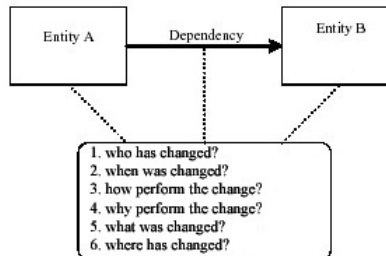 Entity A
Dependency
Entity B
1. who has changed?
2. when was changed?
3. how perform the change?
4. why perform the change?
5. what was changed?
6. where has changed?